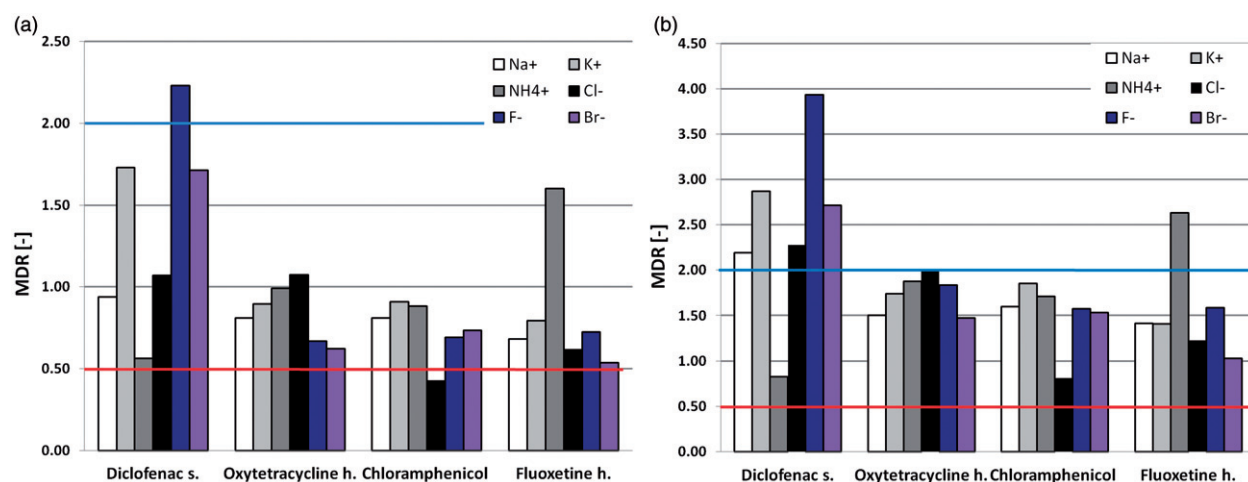 (a)
MDR [-]
2.50
2.00
1.50
1.00
0.50
0.00
Na+ K+
NH4+ Cl-
F- Br-
Diclofenac s. Oxytetracycline h. Chloramphenicol Fluoxetine h.
(b)
MDR [-]
4.50
4.00
3.50
3.00
2.50
2.00
1.50
1.00
0.50
0.00
Na+ K+
NH4+ Cl-
F- Br-
Diclofenac s. Oxytetracycline h. Chloramphenicol Fluoxetine h.